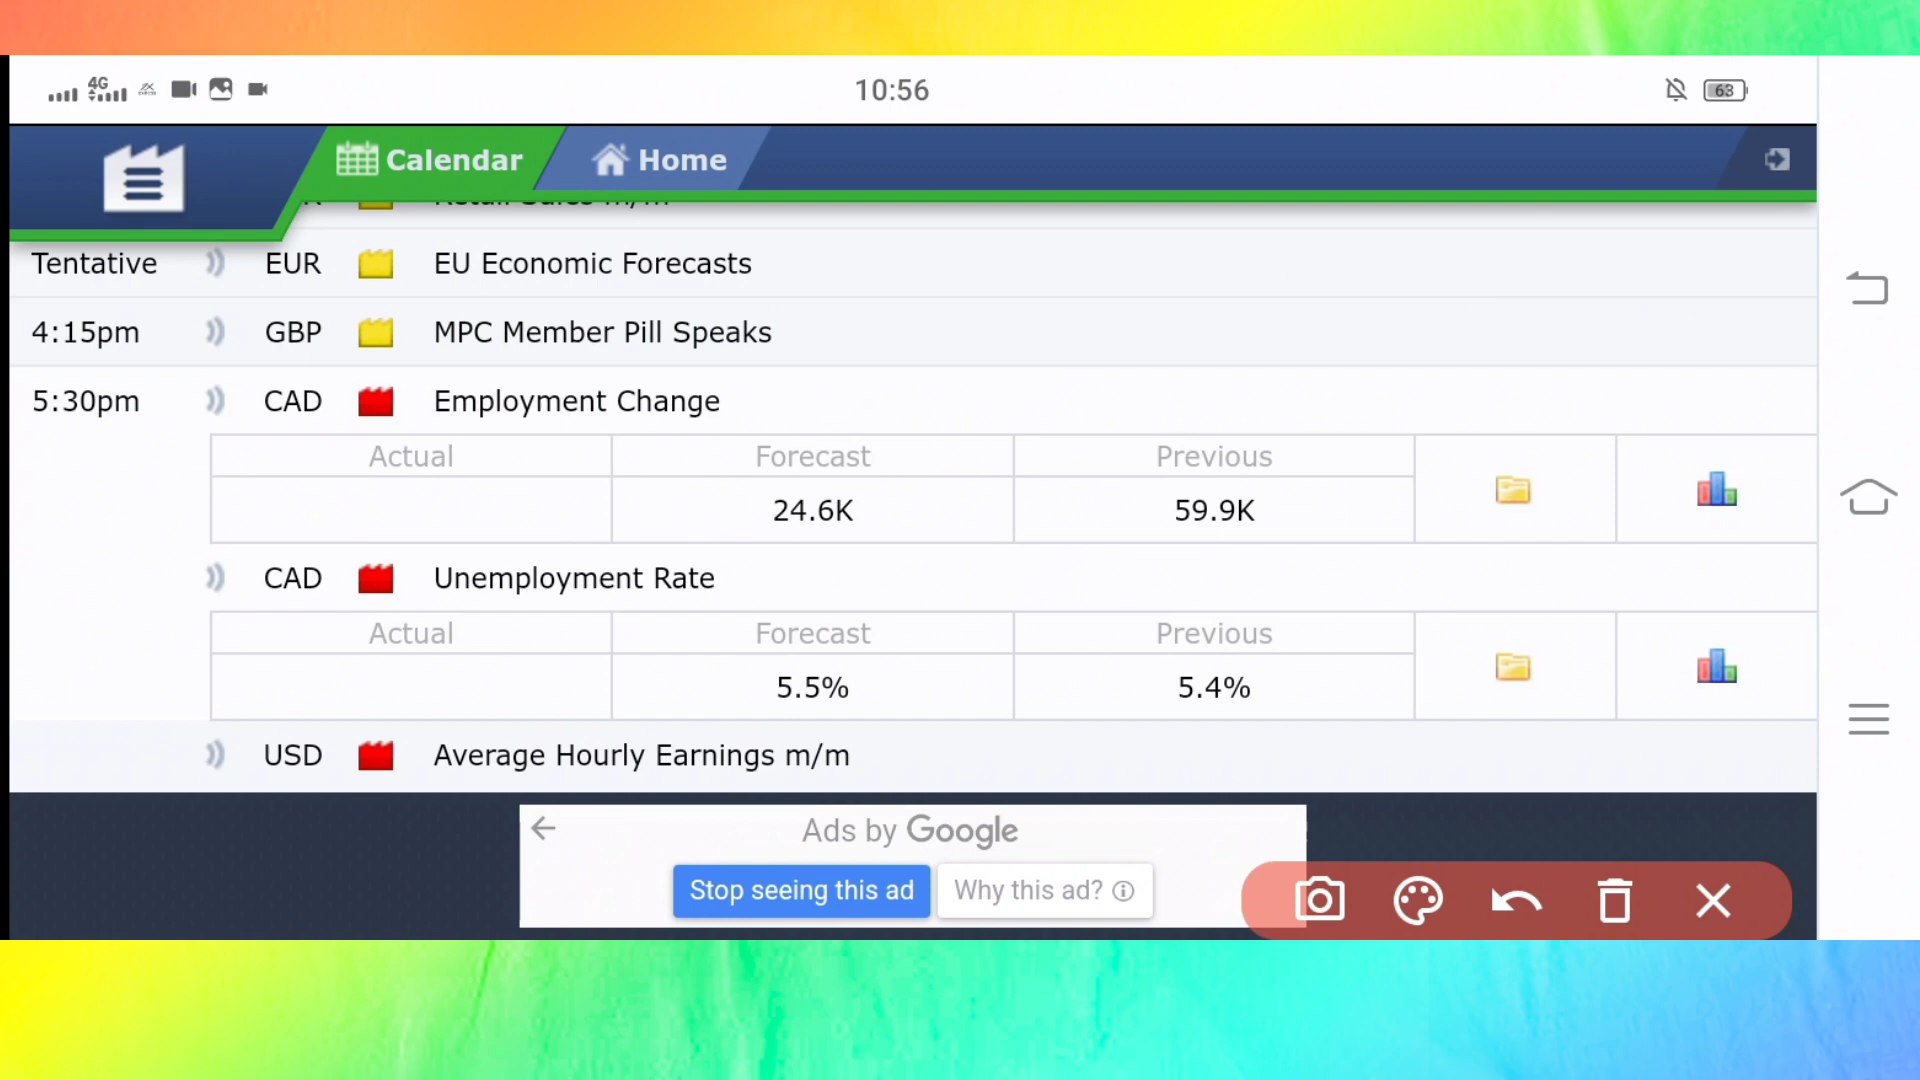 4G
10:56
63
Calendar
Home
Tentative EUR EU Economic Forecasts
4:15pm GBP MPC Member Pill Speaks
5:30pm CAD Employment Change
Actual Forecast Previous
24.6K 59.9K
CAD Unemployment Rate
Actual Forecast Previous
5.5% 5.4%
USD Average Hourly Earnings m/m
Ads by Google
Stop seeing this ad
Why this ad?